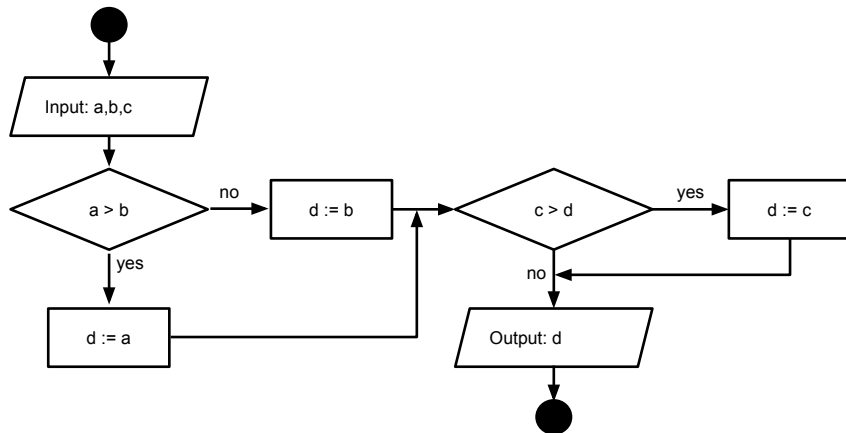 Input: a,b,c
a > b
no
d := b
yes
d := a
c > d
yes
d := c
no
Output: d